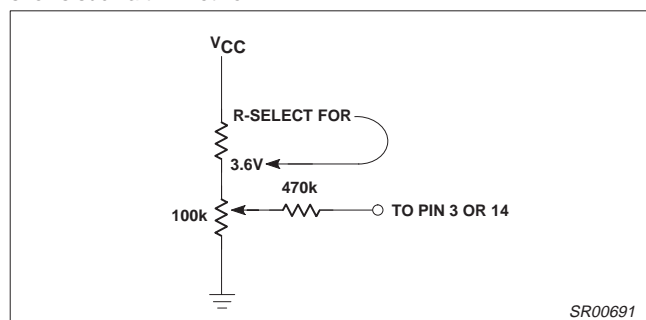 VCC
R-SELECT FOR
3.6V
470k
100k
TO PIN 3 OR 14
SR00691